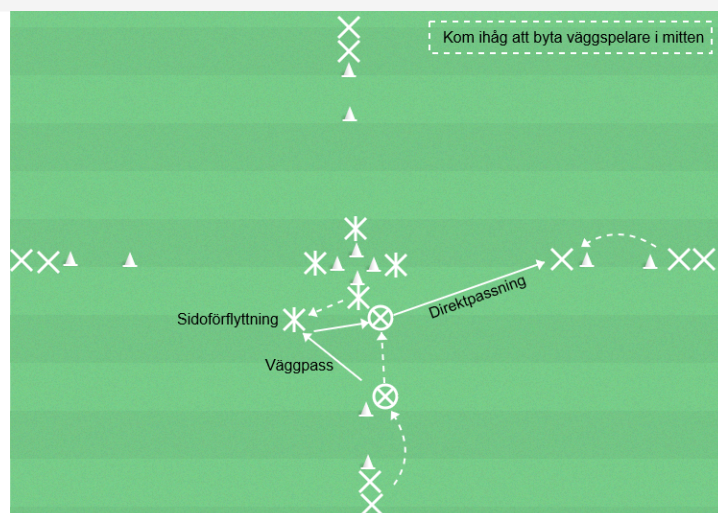 Kom ihåg att byta väggspelare i mitten
Direktpassning
Sidoförflyttning
Väggpass